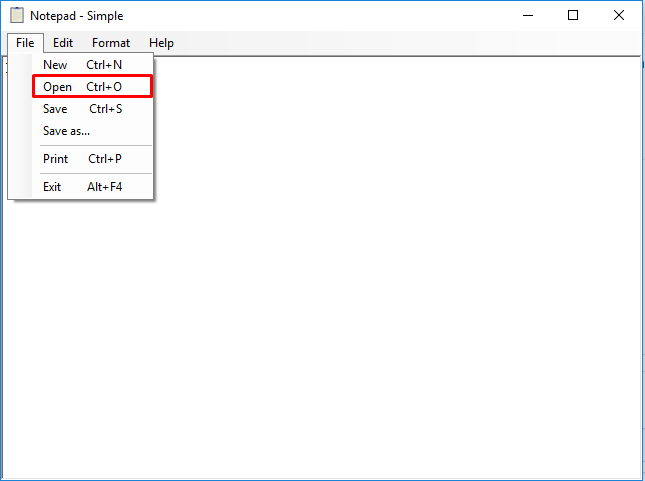 Notepad - Simple
File Edit Format Help
New Ctrl+N
Open Ctrl+O
Save Ctrl+S
Save as...
Print Ctrl+P
Exit Alt+F4